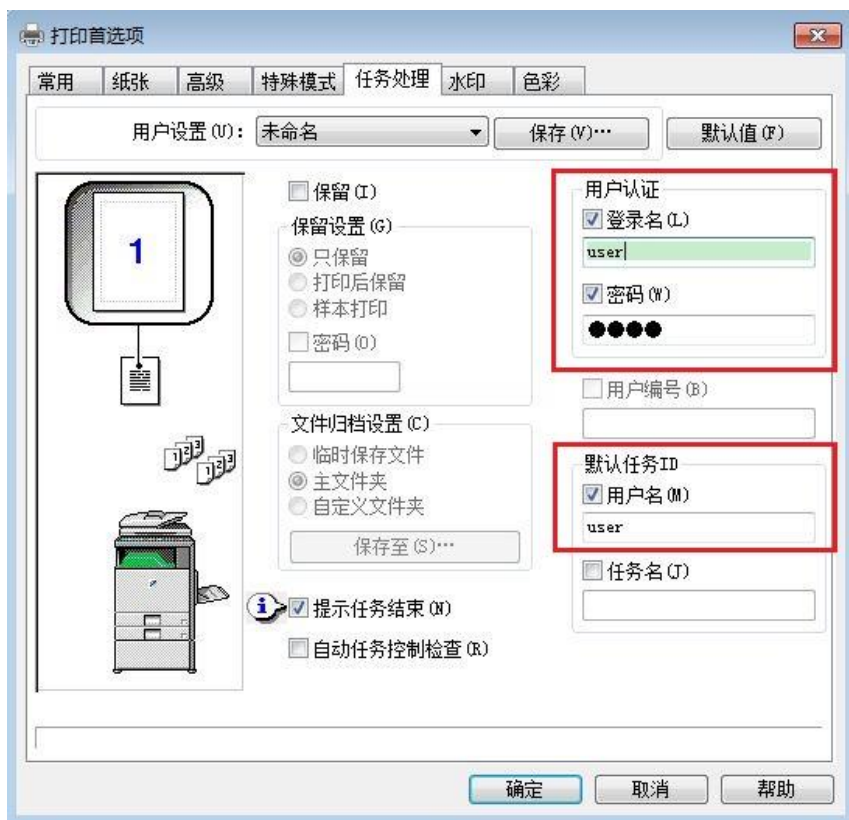 打印首选项
常用 纸张 高级 特殊模式 任务处理 水印 色彩
用户设置(U): 未命名 保存(V)… 默认值(F)
1
保留(I)
保留设置(G)
只保留
打印后保留
样本打印
密码(O)
文件归档设置(C)
临时保存文件
主文件夹
自定义文件夹
保存至(S)…
提示任务结束(N)
自动任务控制检查(R)
用户认证
登录名(L)
user
密码(W)
●●●●
用户编号(B)
默认任务ID
用户名(M)
user
任务名(J)
123 123
确定 取消 帮助